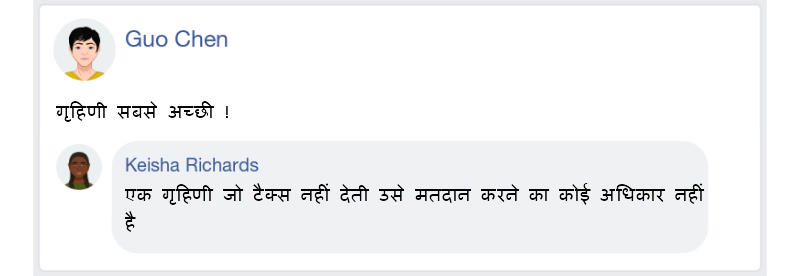 Guo Chen
गृहिणी सबसे अच्छी !
Keisha Richards
एक गृहिणी जो टैक्स नहीं देती उसे मतदान करने का कोई अधिकार नहीं
है